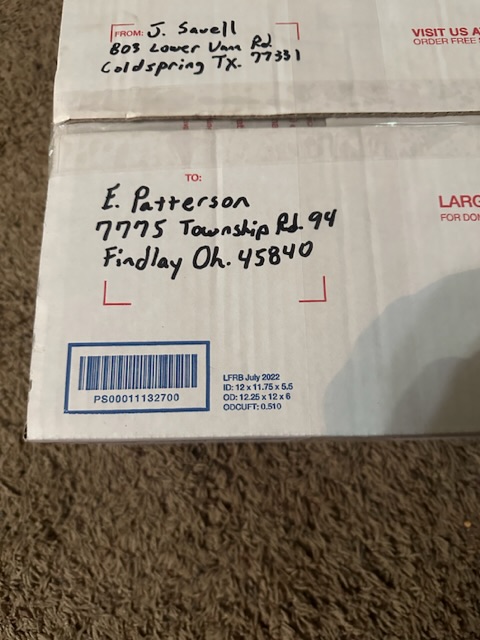 FROM: J. Savell
803 Lower Vann Rd.
Coldspring TX. 77331
VISIT US A
ORDER FREE S
TO:
E. Patterson
7775 Township Rd. 94
Findlay Oh. 45840
LARG
FOR DOM
PS00011132700
LFRB July 2022
ID: 12 x 11.75 x 5.5
OD: 12.25 x 12 x 6
ODCUFT: 0.510